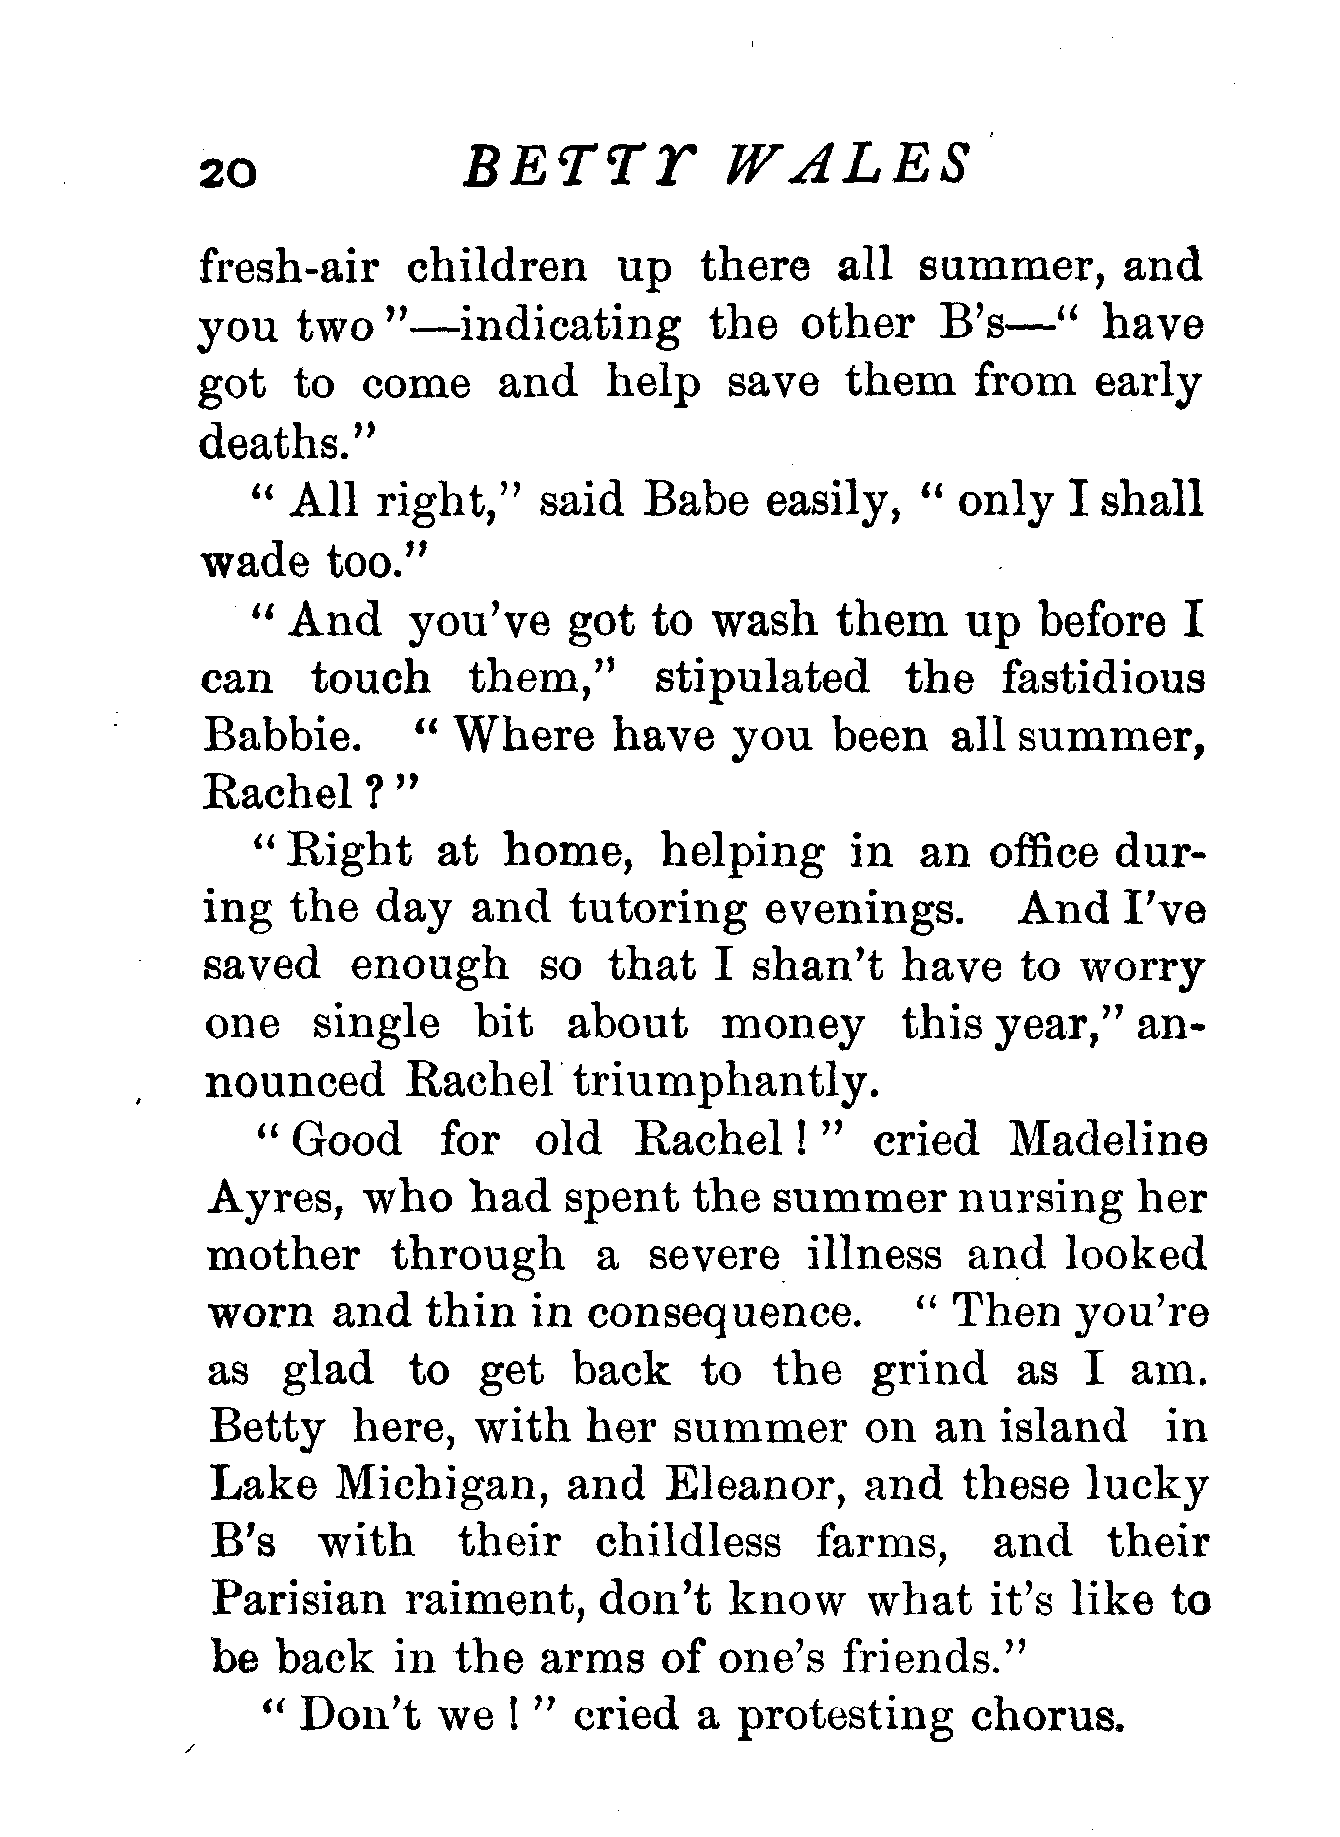 20 BETTY WALES
fresh-air children up there all summer, and
you two ”—indicating the other B’s—“ have
got to come and help save them from early
deaths.”
“ All right,” said Babe easily, “ only I shall
wade too.”
“ And you’ve got to wash them up before I
can touch them,” stipulated the fastidious
Babbie. “ Where have you been all summer,
Rachel ? ”
“ Right at home, helping in an office dur-
ing the day and tutoring evenings. And I’ve
saved enough so that I shan’t have to worry
one single bit about money this year,” an-
nounced Rachel triumphantly.
“ Good for old Rachel ! ” cried Madeline
Ayres, who had spent the summer nursing her
mother through a severe illness and looked
worn and thin in consequence. “ Then you’re
as glad to get back to the grind as I am.
Betty here, with her summer on an island in
Lake Michigan, and Eleanor, and these lucky
B’s with their childless farms, and their
Parisian raiment, don’t know what it’s like to
be back in the arms of one’s friends.”
“ Don’t we ! ” cried a protesting chorus.